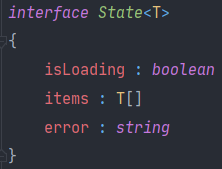 interface State<T>
{
    isLoading : boolean
    items : T[]
    error : string
}